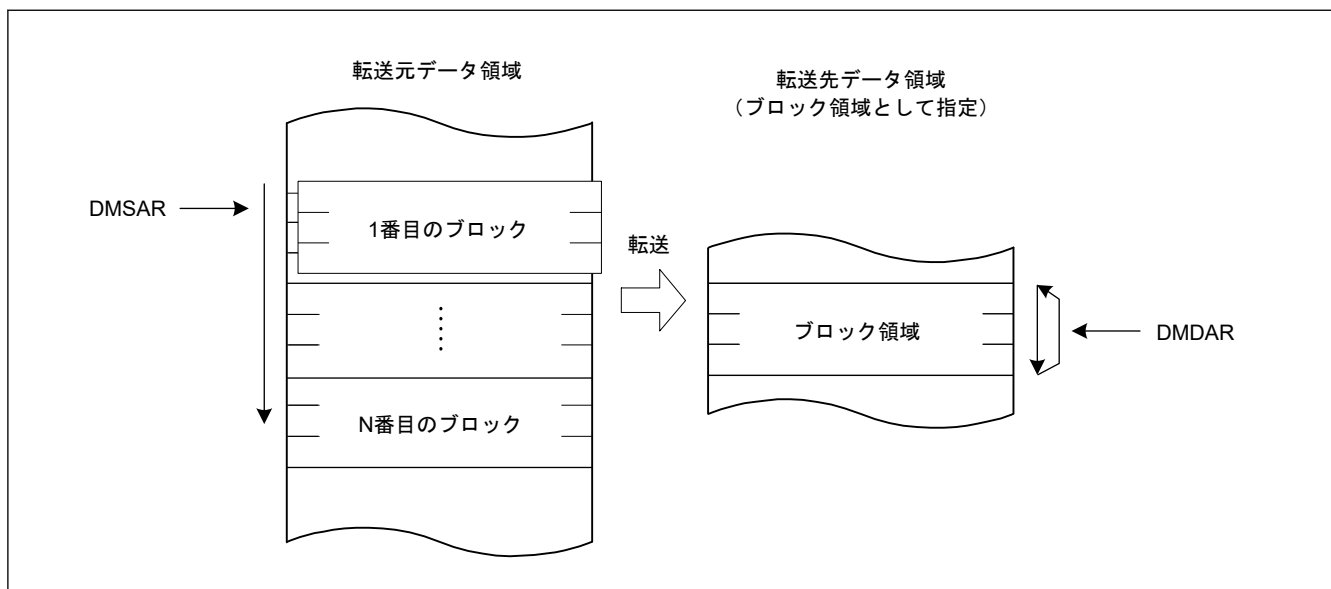 転送元データ領域
転送先データ領域
(ブロック領域として指定)
DMSAR
1番目のブロック
転送
ブロック領域
DMDAR
N番目のブロック